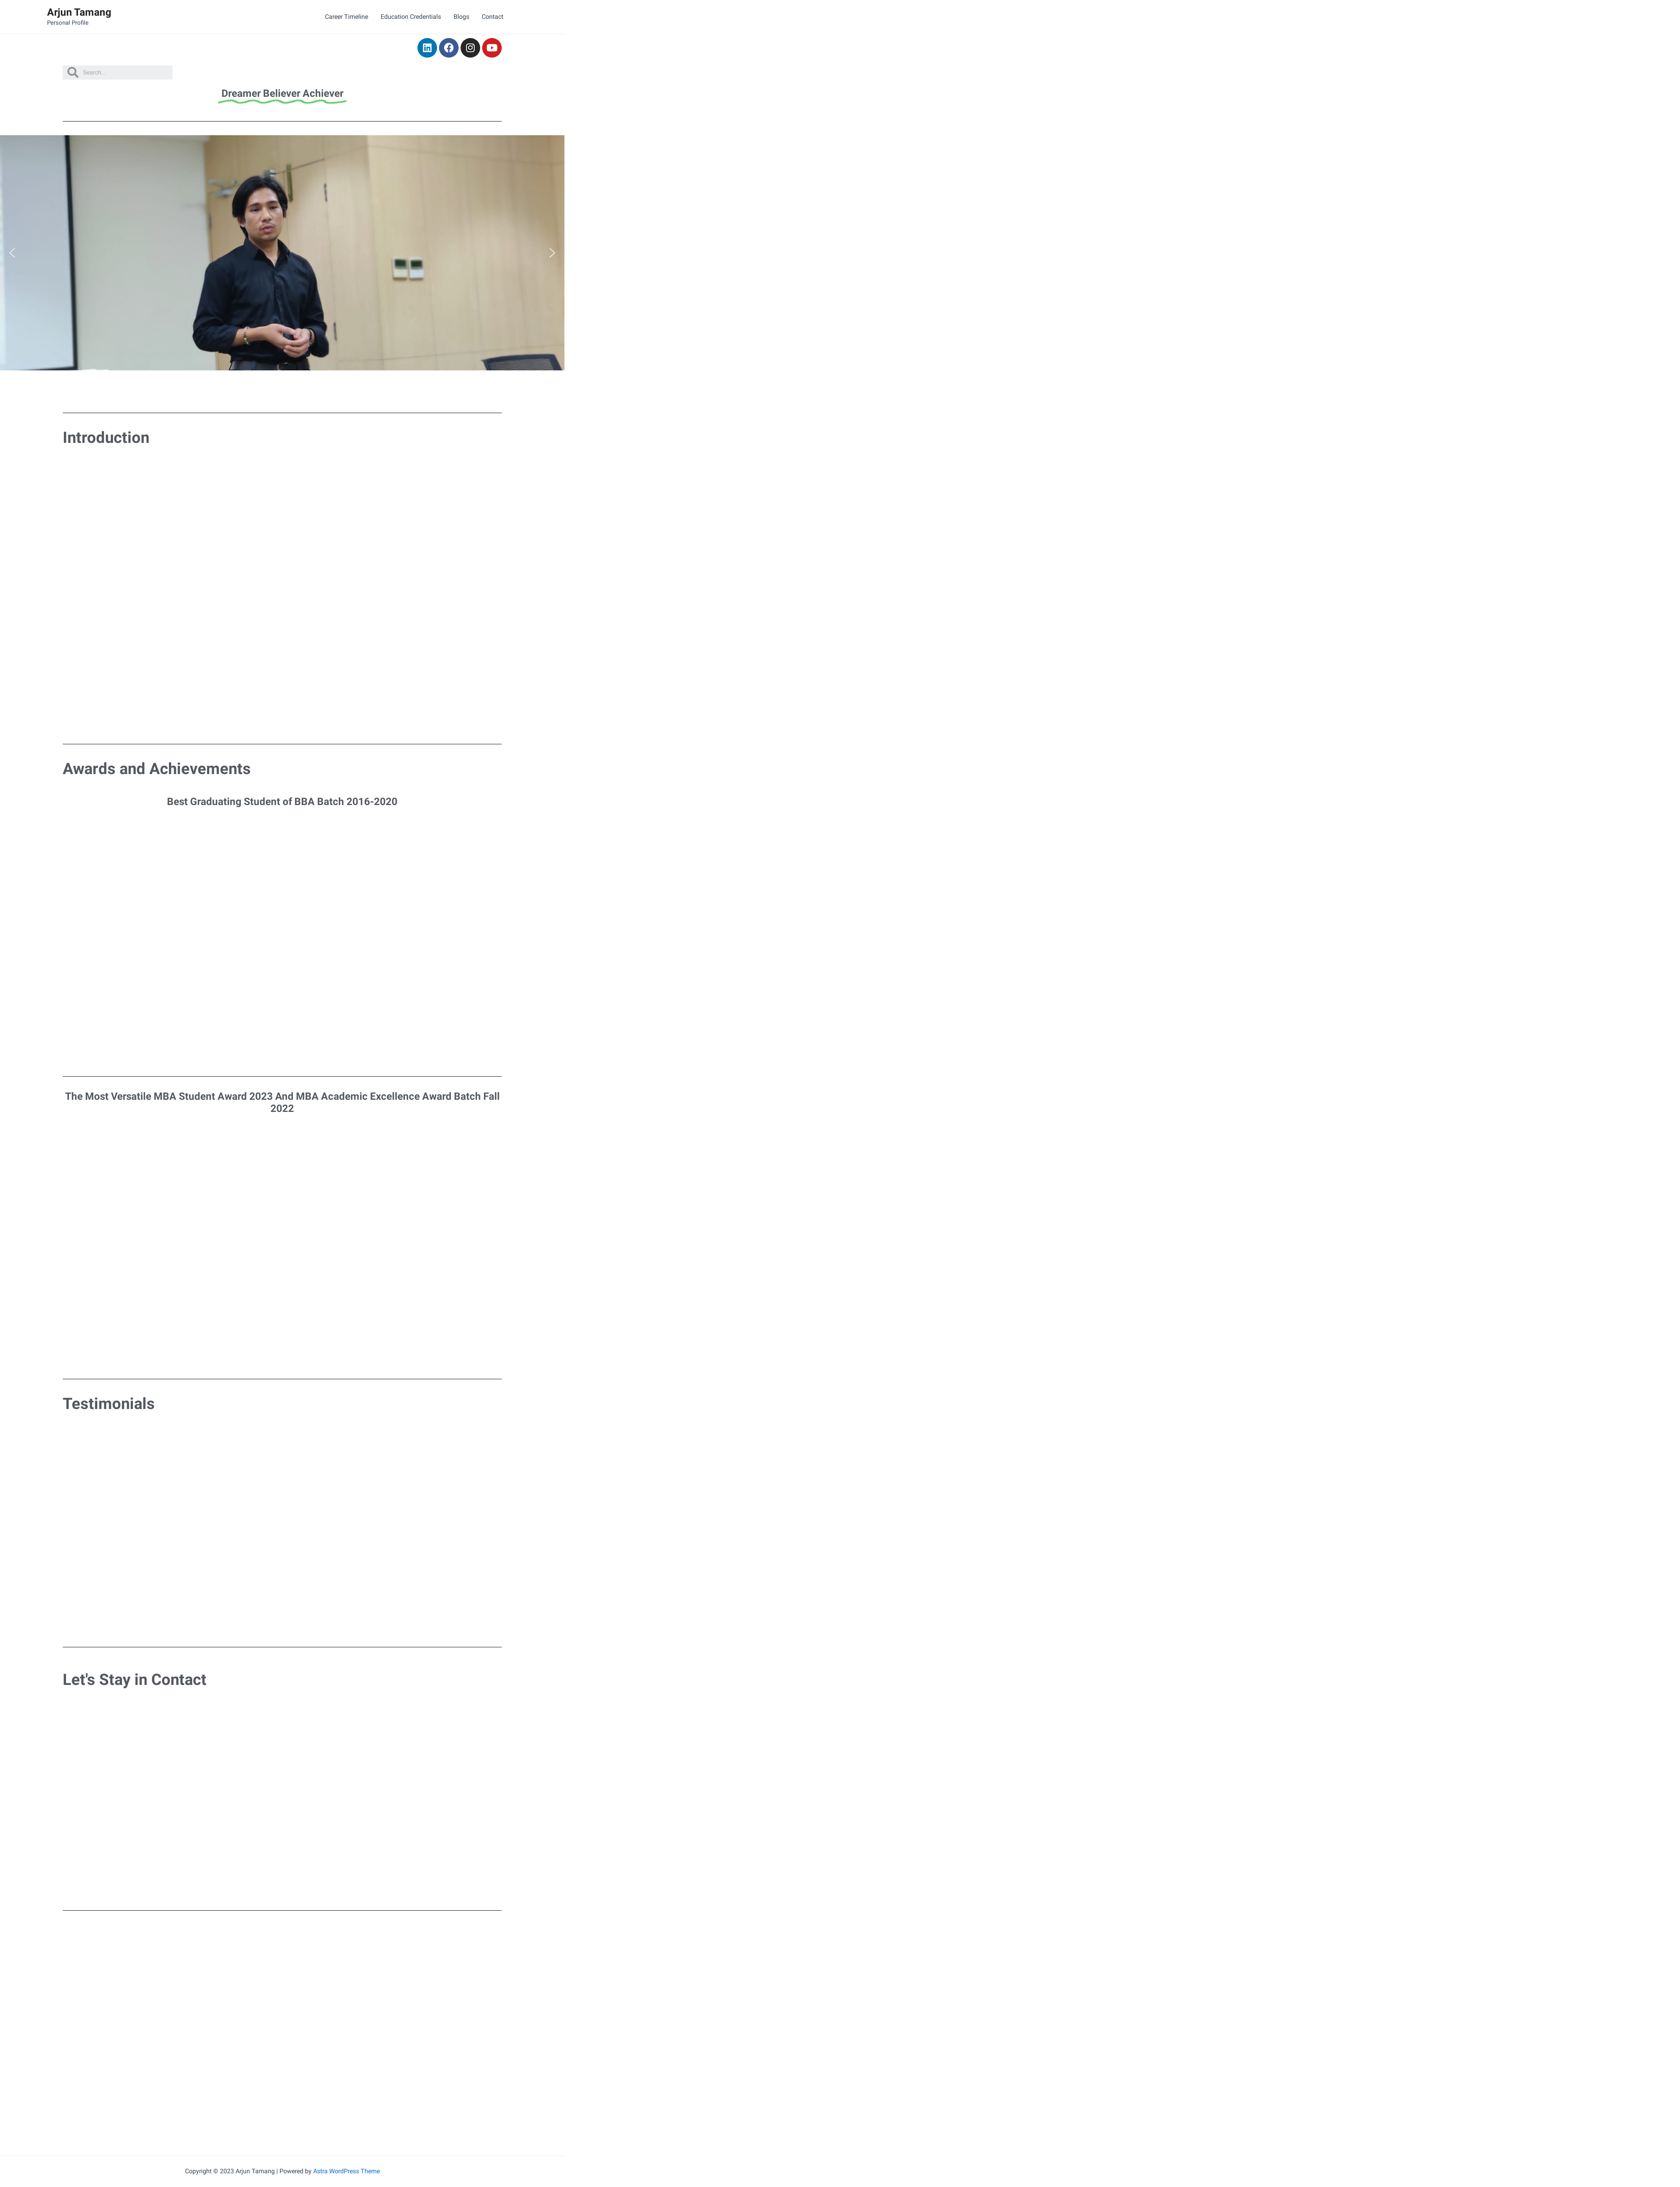 Arjun Tamang
Personal Profile
Career Timeline
Education Credentials
Blogs
Contact
Search...
Dreamer Believer Achiever
Introduction
Awards and Achievements
Best Graduating Student of BBA Batch 2016-2020
The Most Versatile MBA Student Award 2023 And MBA Academic Excellence Award Batch Fall
2022
Testimonials
Let's Stay in Contact
Copyright © 2023 Arjun Tamang | Powered by Astra WordPress Theme